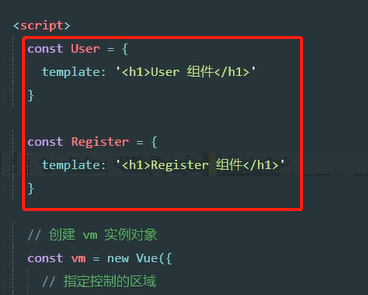 <script>
const User = {
template: '<h1>User 组件</h1>'
}
const Register = {
template: '<h1>Register 组件</h1>'
}
// 创建 vm 实例对象
const vm = new Vue({
// 指定控制的区域